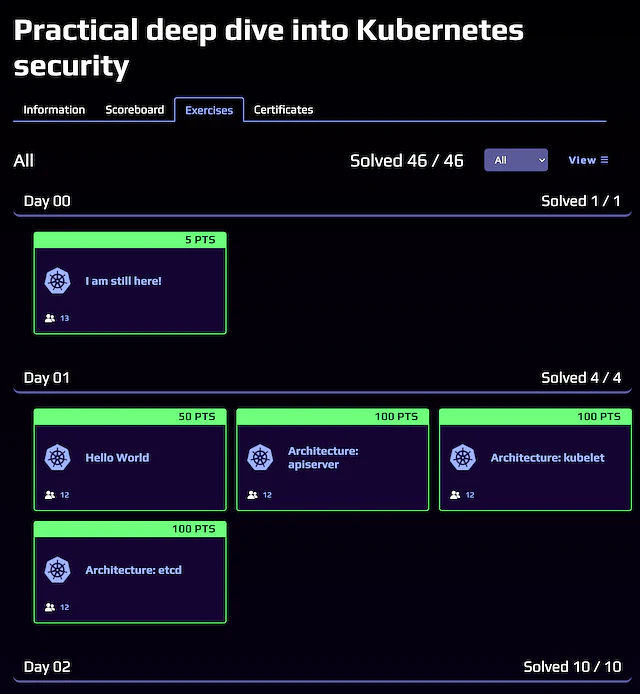 Practical deep dive into Kubernetes
security
Information Scoreboard Exercises Certificates
All Solved 46 / 46 All View
Day 00 Solved 1 / 1
5 PTS
I am still here!
13
Day 01 Solved 4 / 4
50 PTS
Hello World
12
100 PTS
Architecture:
apiserver
12
100 PTS
Architecture: kubelet
12
100 PTS
Architecture: etcd
12
Day 02 Solved 10 / 10